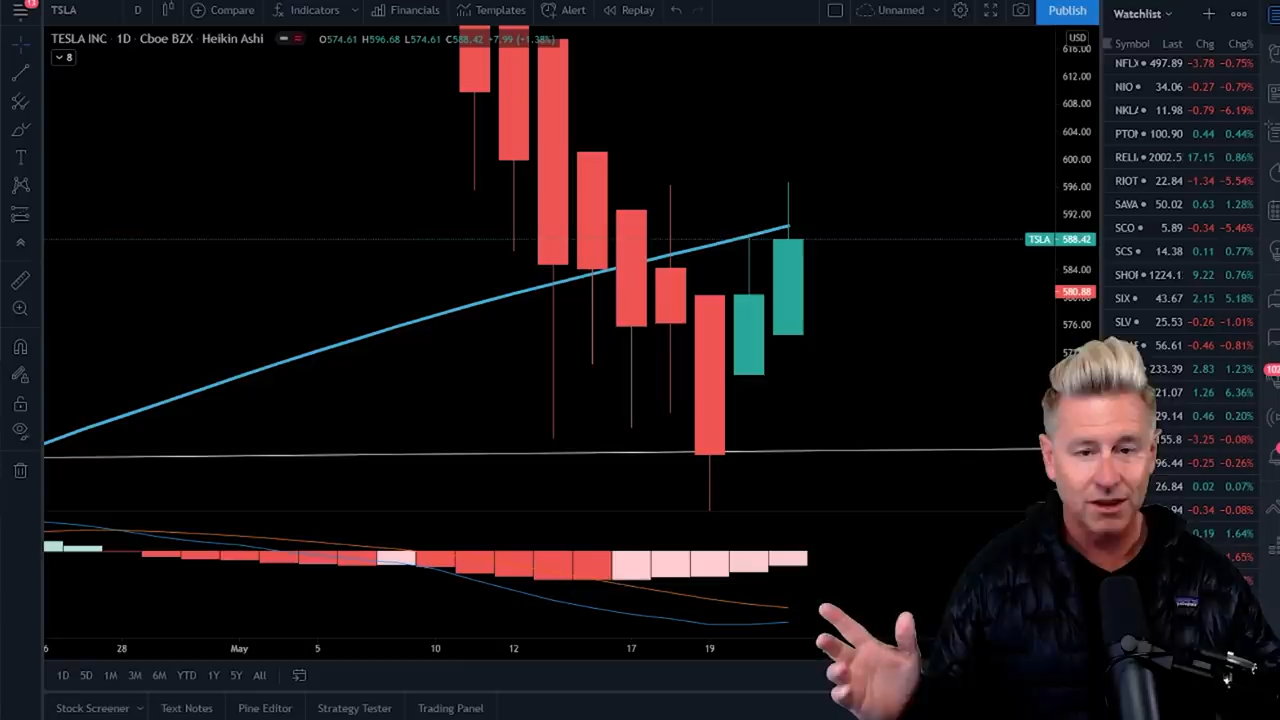 13
TSLA D Compare Indicators Financials Templates Alert Replay Unnamed Publish
Watchlist
TESLA INC · 1D · Cboe BZX · Heikin Ashi O574.61 H596.68 L574.61 C588.42 −7.99 (−1.38%)
8
USD
Symbol Last Chg Chg%
616.00
NFLX 497.89 −3.78 −0.75%
612.00
NIO 34.06 −0.27 −0.79%
608.00
NKLA 11.98 −0.79 −6.19%
604.00
PTON 100.90 0.44 0.44%
600.00
RELI 2002.5 17.15 0.86%
596.00
RIOT 22.84 −1.34 −5.54%
592.00
SAVA 50.02 0.63 1.28%
SCO 5.89 −0.34 −5.46%
TSLA 588.42
SCS 14.38 0.11 0.77%
584.00
SHOP 1224.1 9.22 0.76%
580.88
SIX 43.67 2.15 5.18%
576.00
SLV 25.53 −0.26 −1.01%
56.61 −0.46 −0.81%
233.39 2.83 1.23%
102
21.07 1.26 6.36%
29.14 0.46 0.20%
155.8 −3.25 −0.08%
96.44 −0.25 −0.26%
26.84 0.02 0.07%
94 −0.34 −0.08%
0.19 1.64%
1.65%
6 28 May 5 10 12 17 19
1D 5D 1M 3M 6M YTD 1Y 5Y All
Stock Screener Text Notes Pine Editor Strategy Tester Trading Panel
patagonia